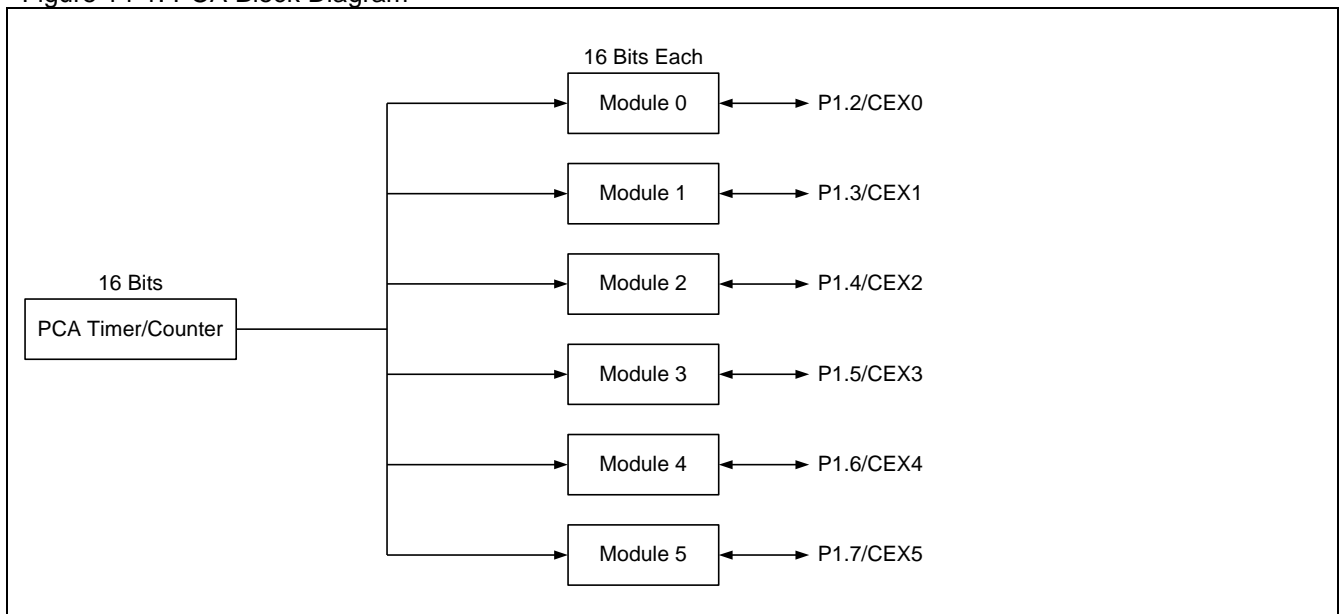 16 Bits Each
Module 0
P1.2/CEX0
Module 1
P1.3/CEX1
16 Bits
PCA Timer/Counter
Module 2
P1.4/CEX2
Module 3
P1.5/CEX3
Module 4
P1.6/CEX4
Module 5
P1.7/CEX5